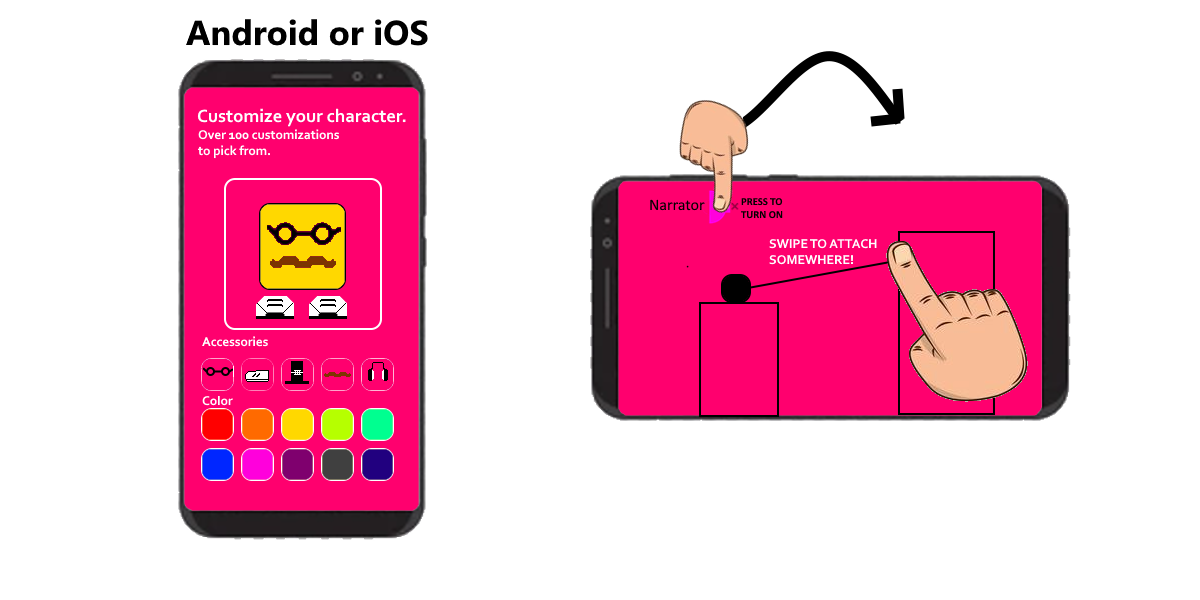 Android or iOS
Customize your character.
Over 100 customizations
to pick from.
Accessories
Color
Narrator
PRESS TO
TURN ON
SWIPE TO ATTACH
SOMEWHERE!